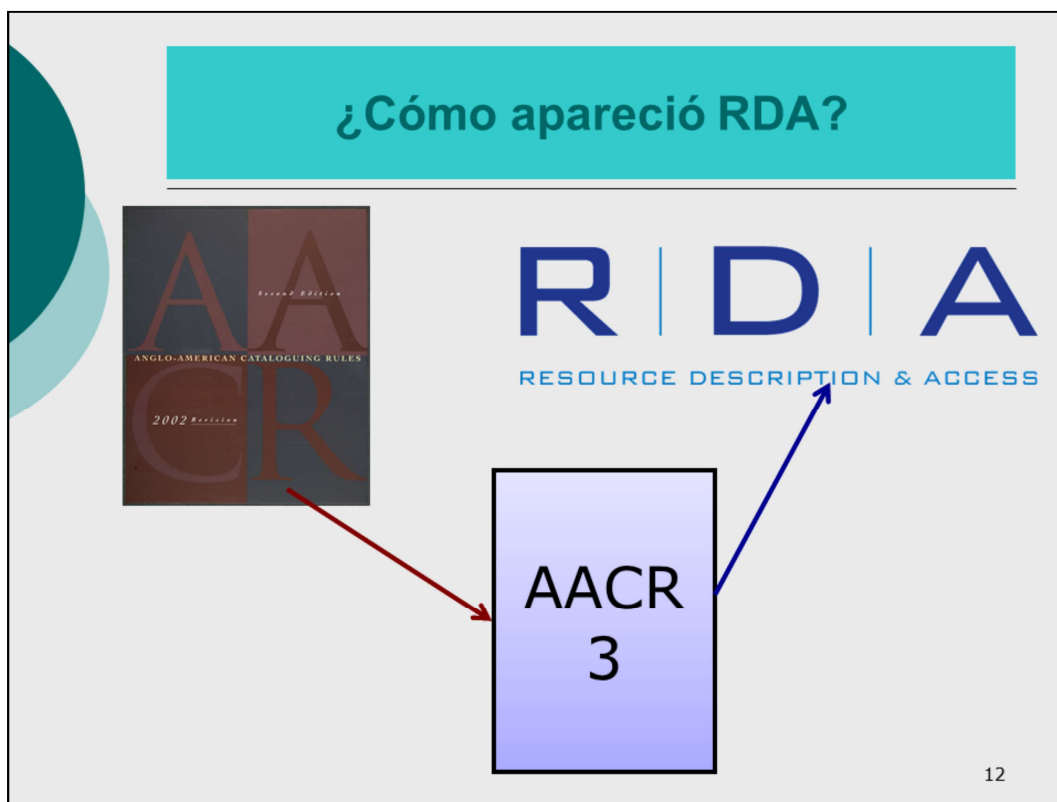 ¿Cómo apareció RDA?
A A
Second Edition
ANGLO-AMERICAN CATALOGUING RULES
2002 Revision
C R
R | D | A
RESOURCE DESCRIPTION & ACCESS
AACR
3
12